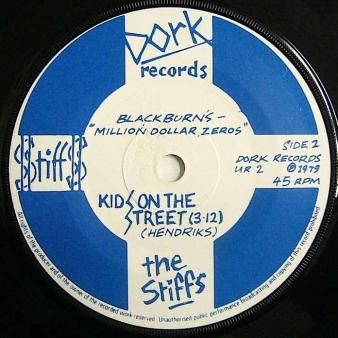 Dork
records
BLACKBURN'S -
"MILLION DOLLAR ZEROS"
StiffS
SIDE 2
DORK RECORDS
UR 2 ℗ 1979
45 RPM
KIDS ON THE
STREET (3·12)
(HENDRIKS)
the
Stiffs
All rights of the producer and of the owner of the recorded work reserved · Unauthorised public performance broadcasting and copying of this record prohibited